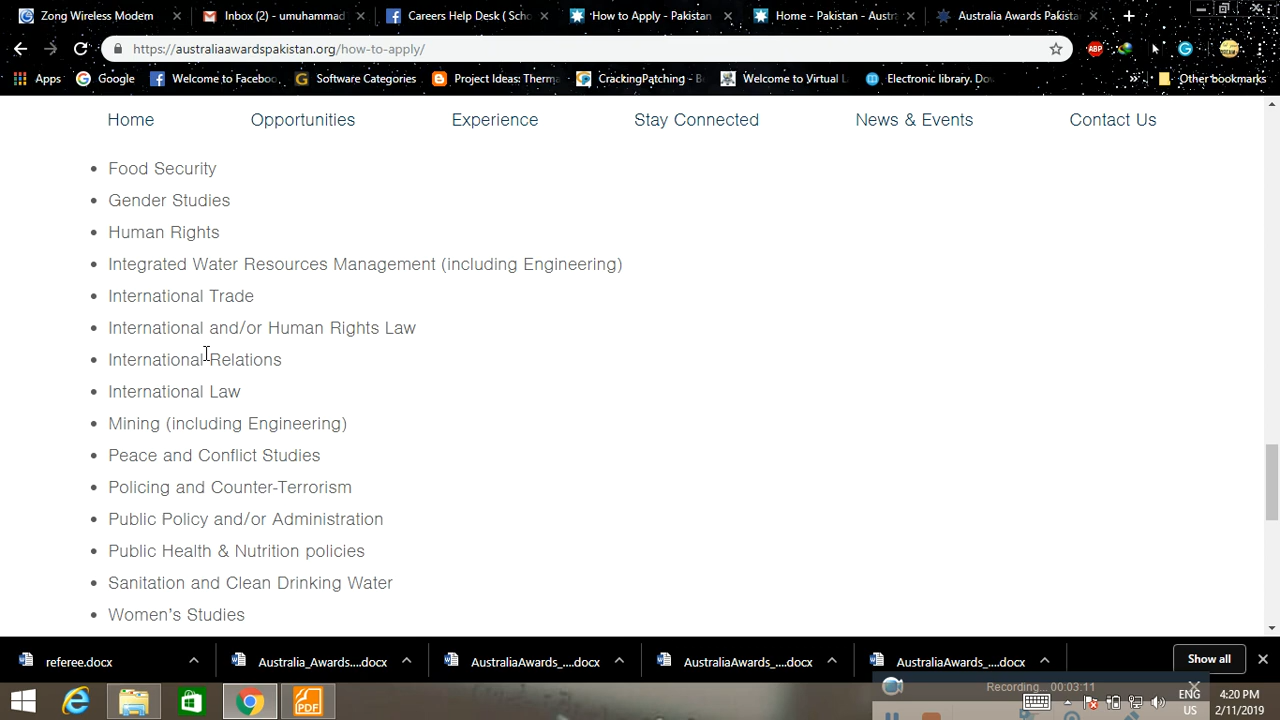 Zong Wireless Modem
Inbox (2) - umuhammad
Careers Help Desk ( Scho
How to Apply - Pakistan
Home - Pakistan - Austr
Australia Awards Pakista
https://australiaawardspakistan.org/how-to-apply/
ABP
Apps
Google
Welcome to Faceboo
Software Categories
Project Ideas: Therma
CrackingPatching - B
Welcome to Virtual L
Electronic library. Do
Other bookmarks
Home
Opportunities
Experience
Stay Connected
News & Events
Contact Us
• Food Security
• Gender Studies
• Human Rights
• Integrated Water Resources Management (including Engineering)
• International Trade
• International and/or Human Rights Law
• International Relations
• International Law
• Mining (including Engineering)
• Peace and Conflict Studies
• Policing and Counter-Terrorism
• Public Policy and/or Administration
• Public Health & Nutrition policies
• Sanitation and Clean Drinking Water
• Women's Studies
referee.docx
Australia_Awards....docx
AustraliaAwards_....docx
AustraliaAwards_....docx
AustraliaAwards_....docx
Show all
Recording... 00:03:11
PDF
ENG
US
4:20 PM
2/11/2019